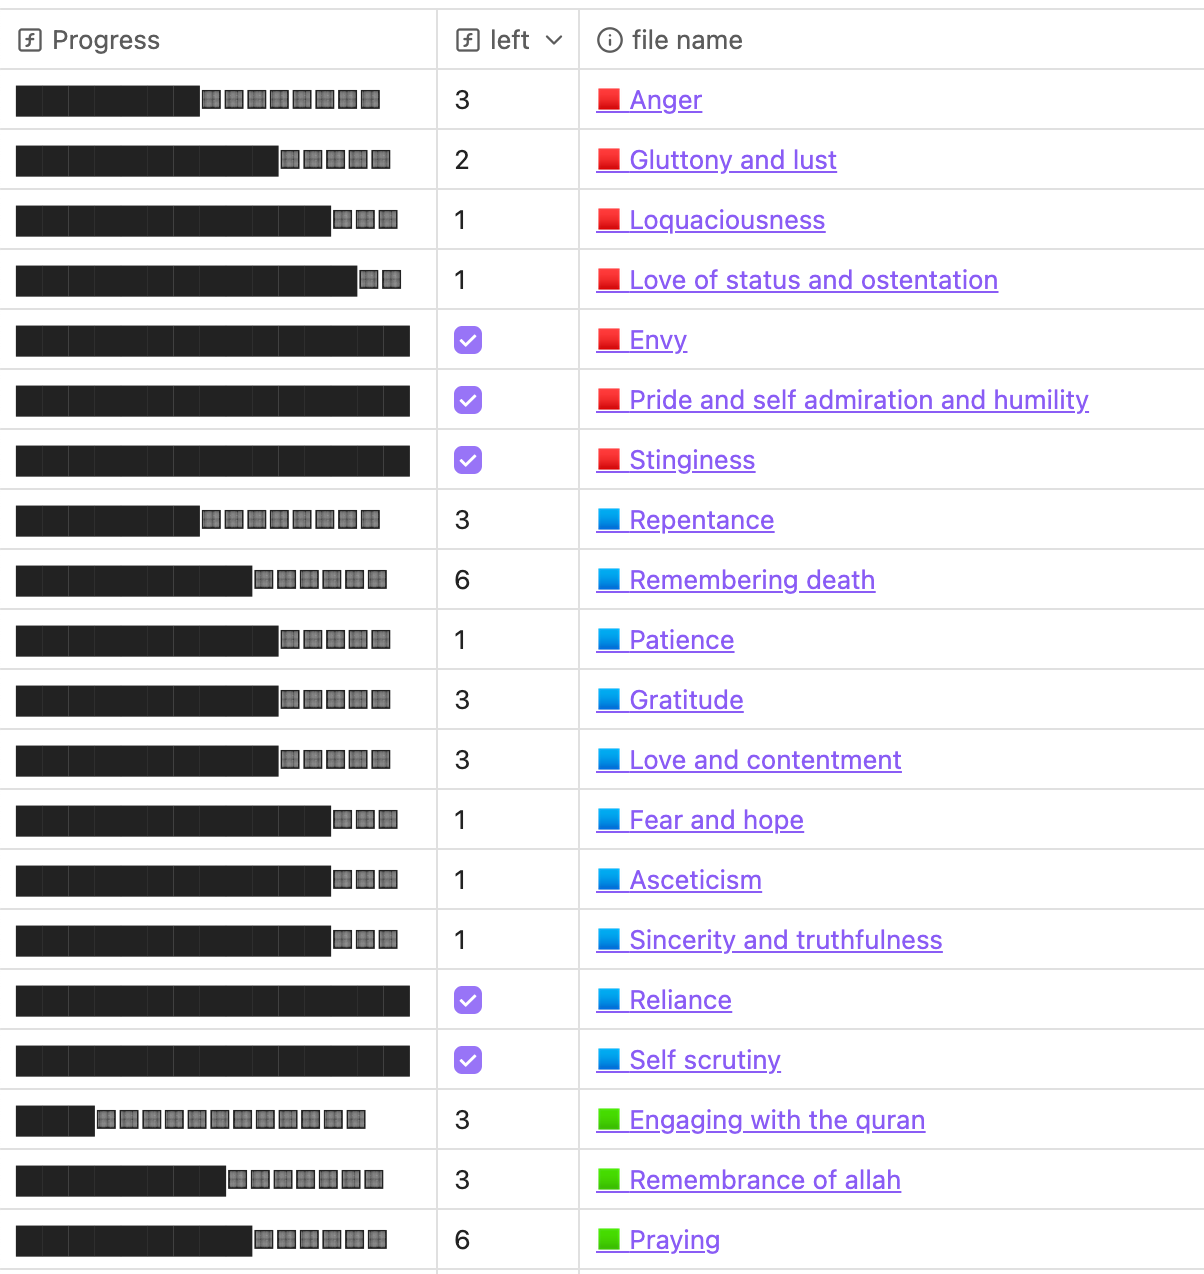 Progress left file name
3 Anger
2 Gluttony and lust
1 Loquaciousness
1 Love of status and ostentation
Envy
Pride and self admiration and humility
Stinginess
3 Repentance
6 Remembering death
1 Patience
3 Gratitude
3 Love and contentment
1 Fear and hope
1 Asceticism
1 Sincerity and truthfulness
Reliance
Self scrutiny
3 Engaging with the quran
3 Remembrance of allah
6 Praying